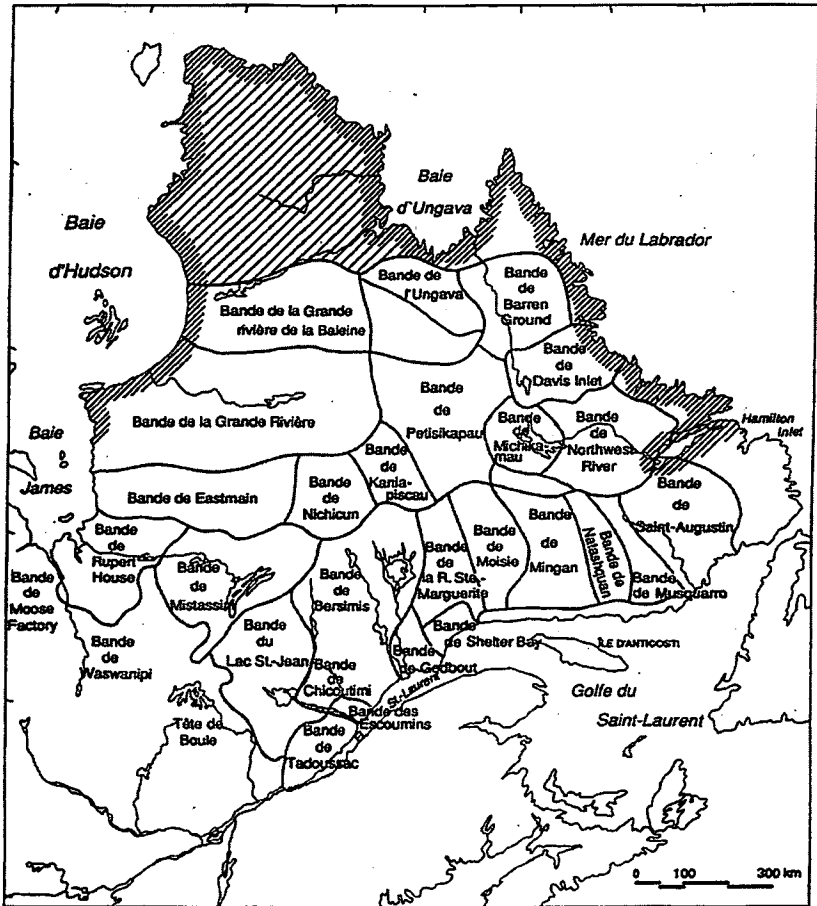 Baie
d'Ungava
Mer du Labrador
Baie
d'Hudson
Bande de
l'Ungava
Bande
de
Barren
Ground
Bande de la Grande
rivière de la Baleine
Bande
de
Davis Inlet
Bande
de
Petisikapau
Bande de la Grande Rivière
Bande
de
Michika-
mau
Bande
de
Northwest
River
Hamilton
Inlet
Baie
James
Bande
de
Kania-
piscau
Bande de Eastmain
Bande
de
Nichicun
Bande
de
Saint-Augustin
Bande
de
Rupert
House
Bande
de
Moose
Factory
Bande
de
Mistassini
Bande
de
Bersimis
Bande
de
la R. Ste-
Marguerite
Bande
de
Moisie
Bande
de
Mingan
Bande de
Natashquan
Bande
de Musquarro
Bande
de
Waswanipi
Bande
du
Lac St-Jean
Bande
de Shelter Bay
ÎLE D'ANTICOSTI
Bande
de Godbout
Bande
de
Chicoutimi
St-Laurent
Golfe du
Saint-Laurent
Bande des
Escoumins
Tête de
Boule
Bande
de
Tadoussac
0 100 300 km